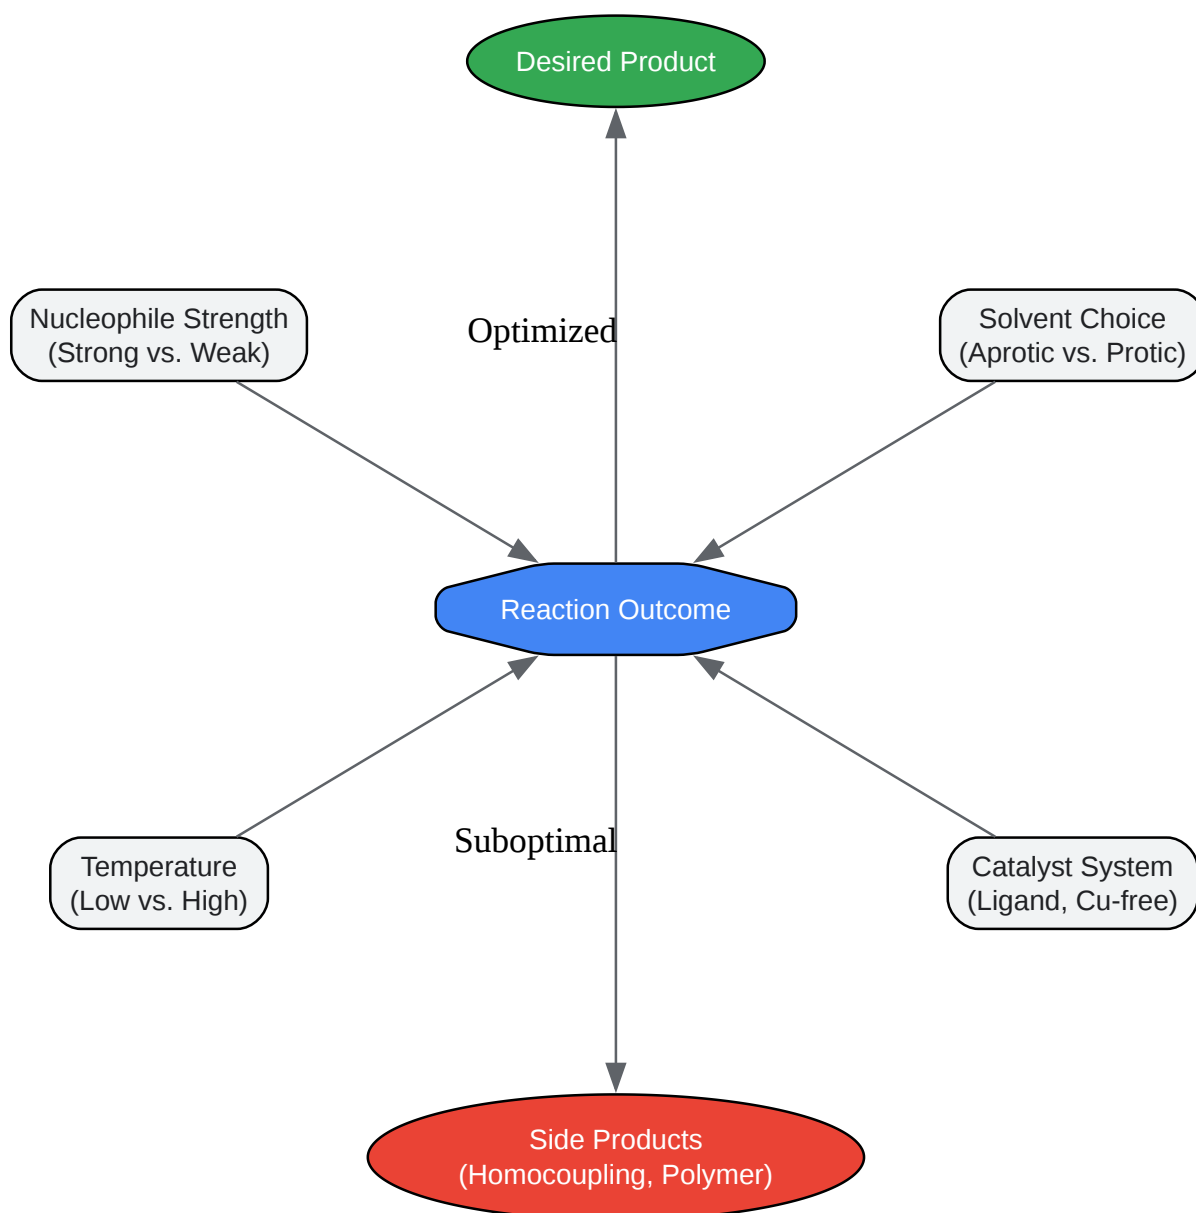 Desired Product
Nucleophile Strength
(Strong vs. Weak)
Optimized
Solvent Choice
(Aprotic vs. Protic)
Reaction Outcome
Temperature
(Low vs. High)
Suboptimal
Catalyst System
(Ligand, Cu-free)
Side Products
(Homocoupling, Polymer)